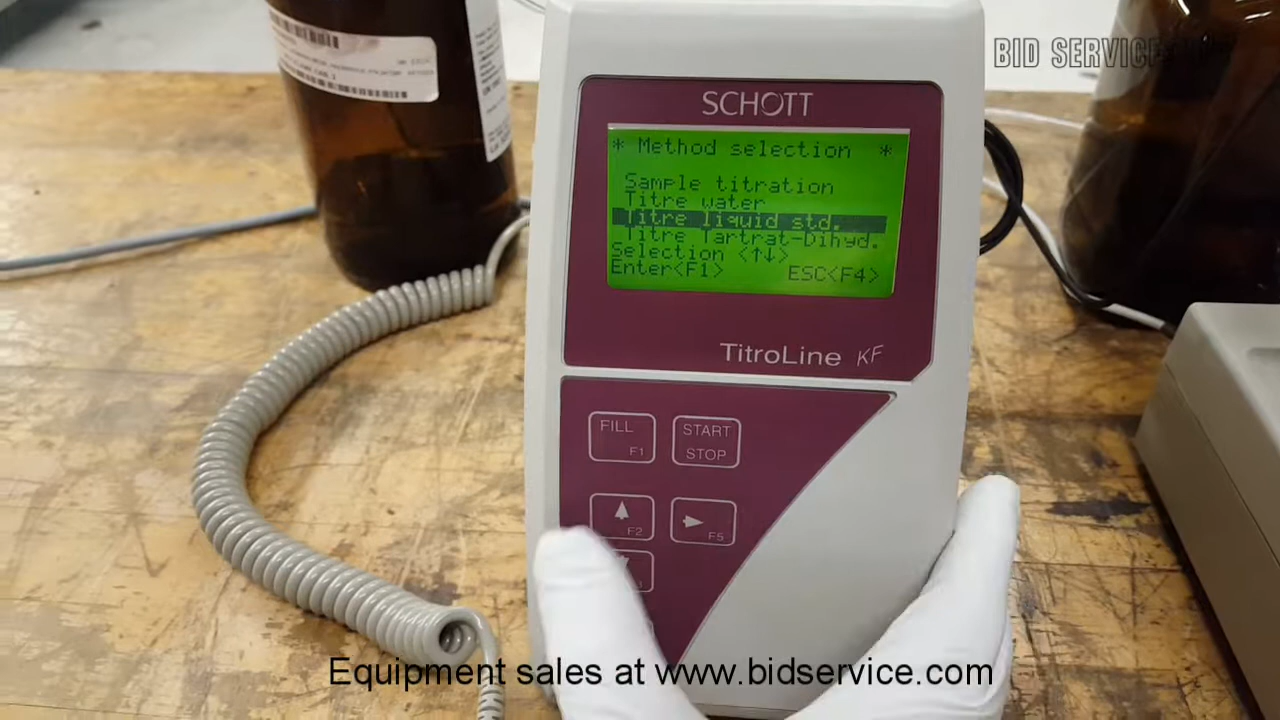 BID SERVICE
SCHOTT
* Method selection *
Sample titration
Titre water
Titre liquid std.
Titre Tartrat-Dihyd.
Selection <↑↓>
Enter<F1> ESC<F4>
TitroLine KF
FILL
F1
START
STOP
F2
F5
Equipment sales at www.bidservice.com